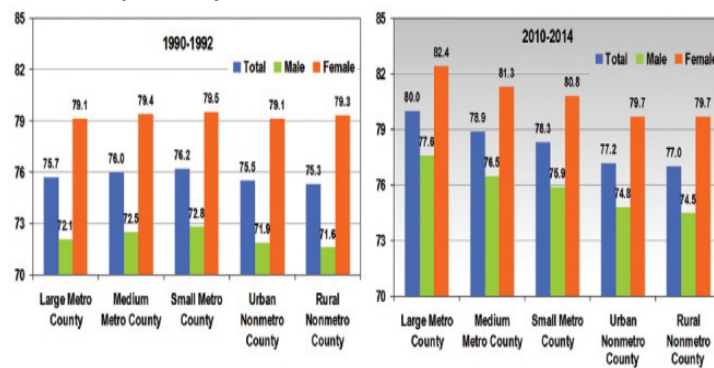 85
82
79
76
73
70
1990-1992
Total Male Female
75.7 72.1 79.1
76.0 72.5 79.4
76.2 72.8 79.5
75.5 71.9 79.1
75.3 71.6 79.3
Large Metro County
Medium Metro County
Small Metro County
Urban Nonmetro County
Rural Nonmetro County
85
82
79
76
73
70
2010-2014
Total Male Female
80.0 77.6 82.4
78.9 76.5 81.3
78.3 75.9 80.8
77.2 74.8 79.7
77.0 74.5 79.7
Large Metro County
Medium Metro County
Small Metro County
Urban Nonmetro County
Rural Nonmetro County